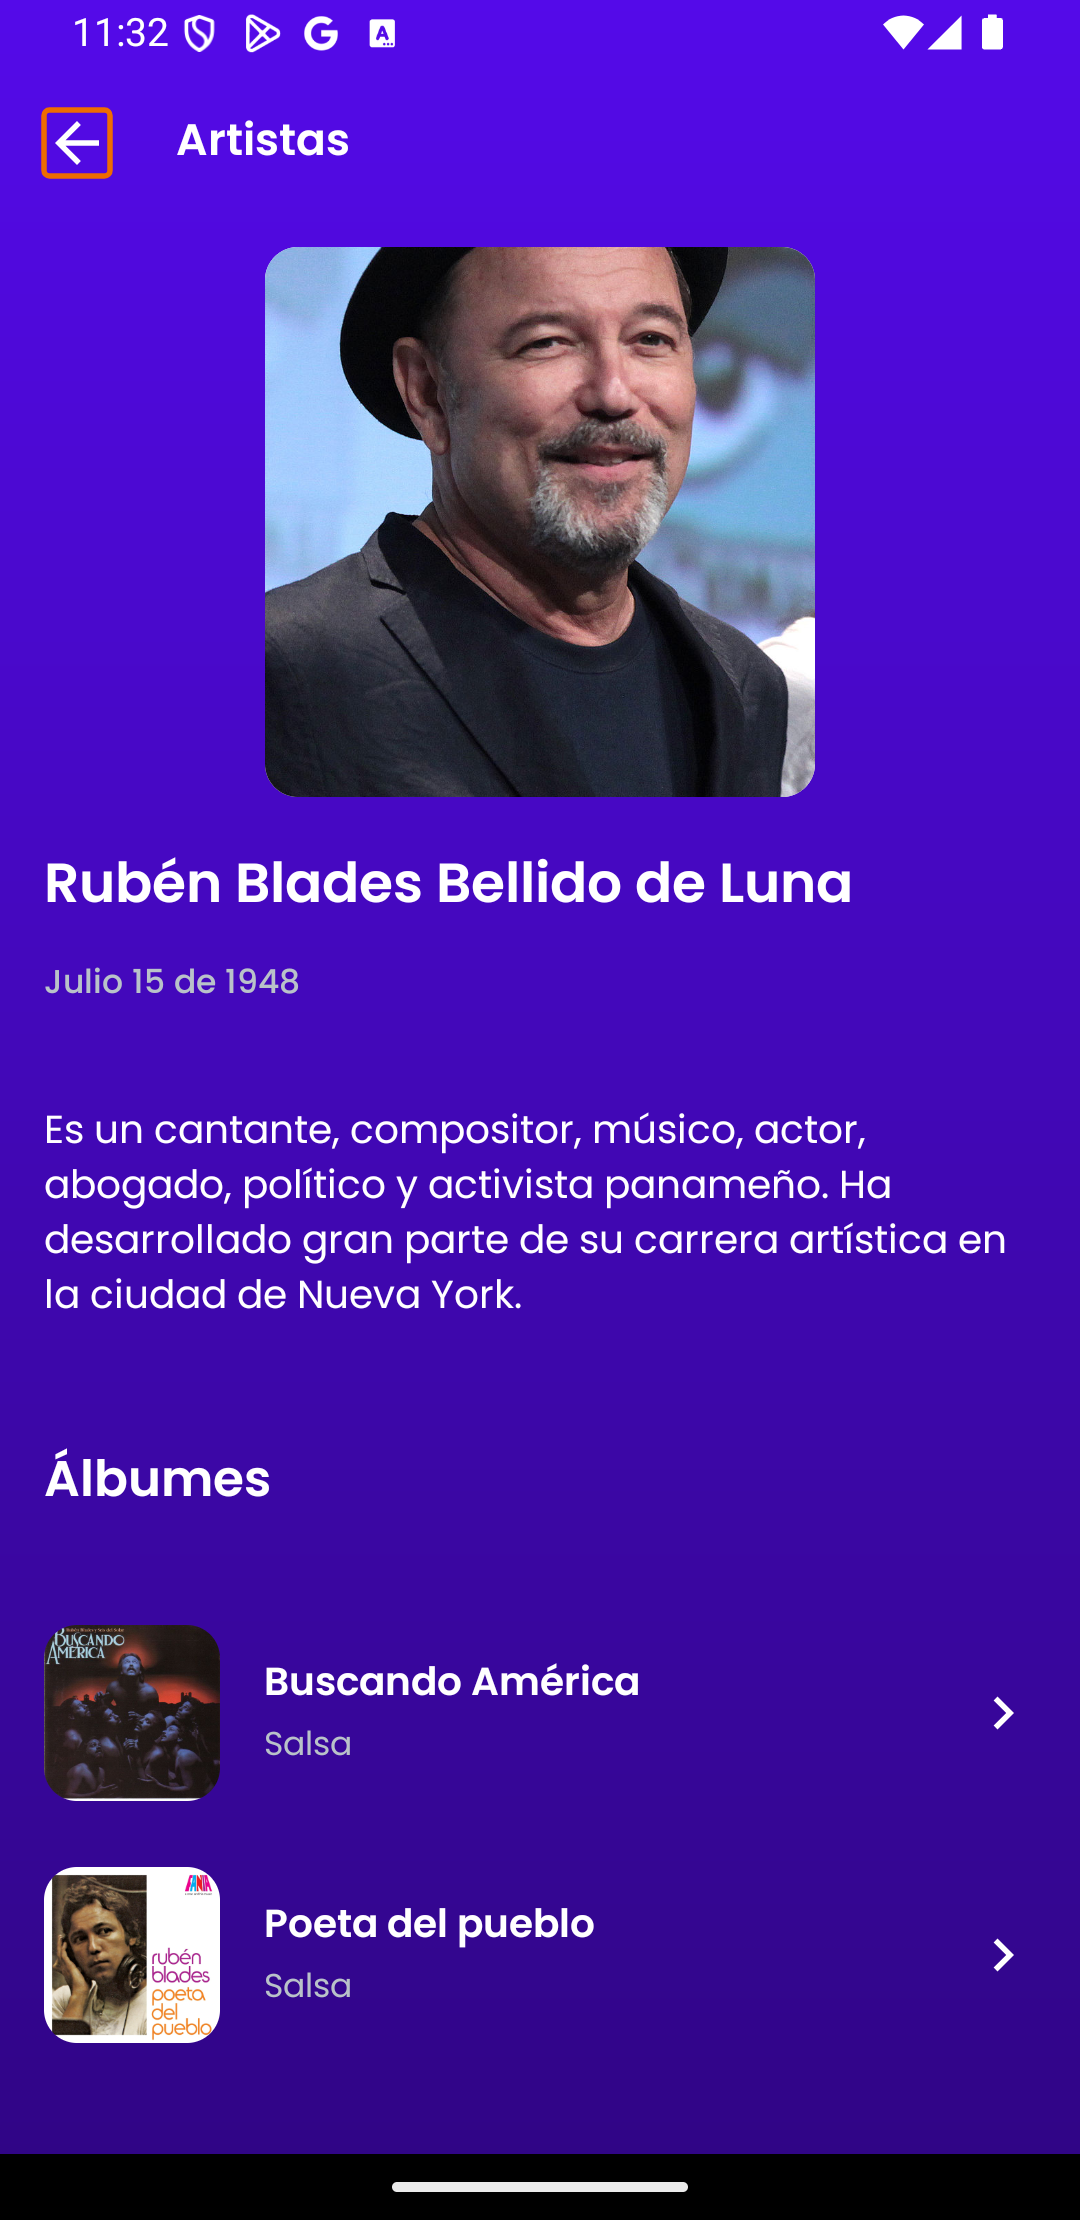 11:32
Artistas
Rubén Blades Bellido de Luna
Julio 15 de 1948
Es un cantante, compositor, músico, actor,
abogado, político y activista panameño. Ha
desarrollado gran parte de su carrera artística en
la ciudad de Nueva York.
Álbumes
BUSCANDO
AMÉRICA
Buscando América
Salsa
FANIA
rubén
blades
poeta
del
pueblo
Poeta del pueblo
Salsa